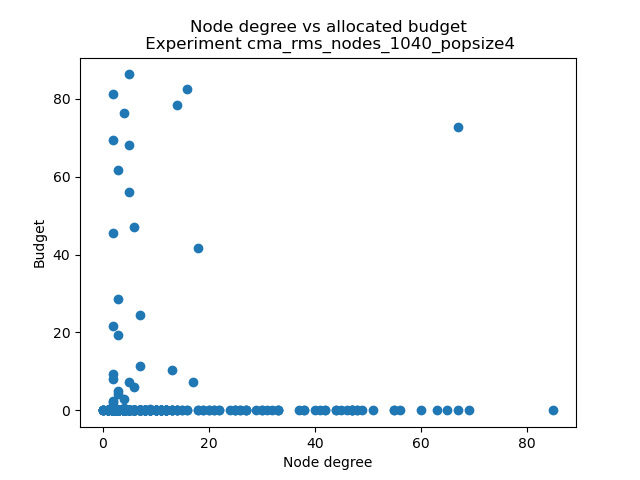 Node degree vs allocated budget
Experiment cma_rms_nodes_1040_popsize4
Budget
80
60
40
20
0
0 20 40 60 80
Node degree